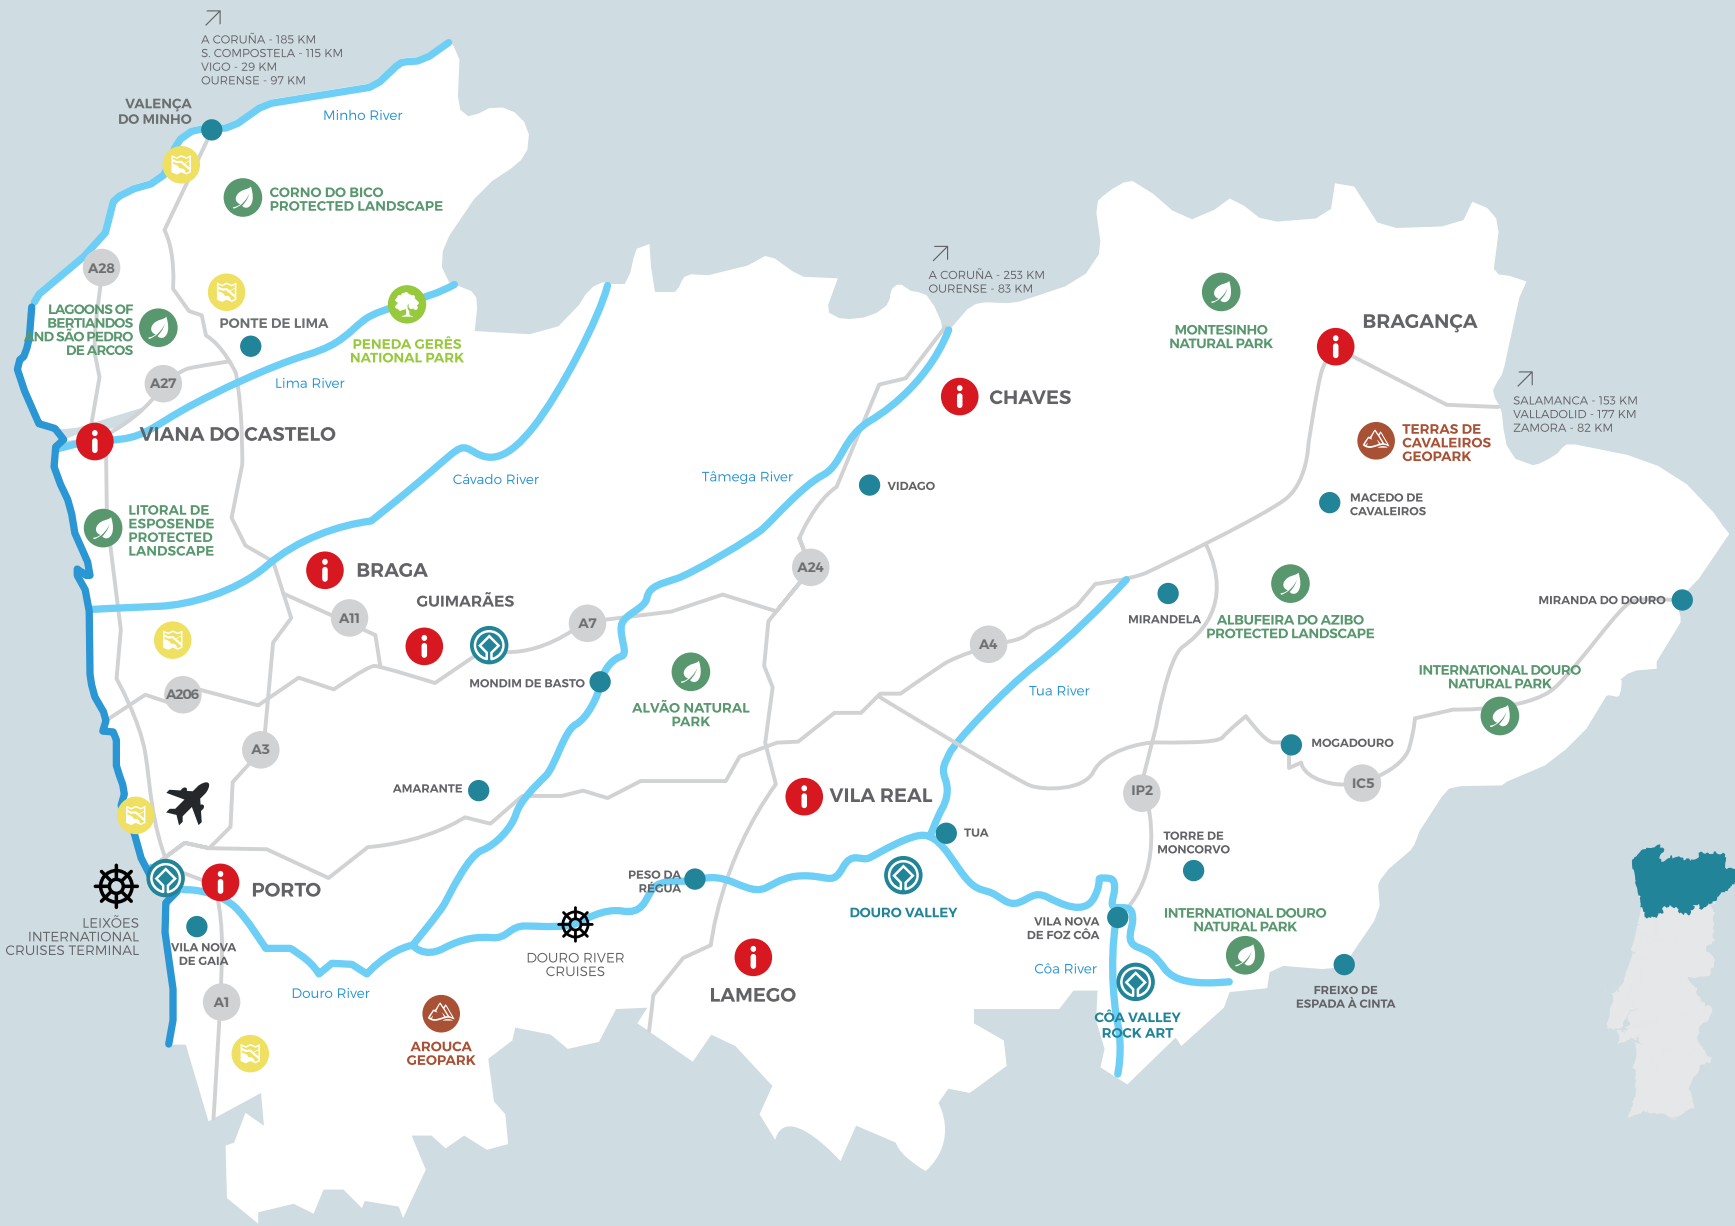 A CORUÑA - 185 KM
S. COMPOSTELA - 115 KM
VIGO - 29 KM
OURENSE - 97 KM
VALENÇA
DO MINHO
Minho River
CORNO DO BICO
PROTECTED LANDSCAPE
A28
LAGOONS OF
BERTIANDOS
AND SÃO PEDRO
DE ARCOS
PONTE DE LIMA
PENEDA GERÊS
NATIONAL PARK
A27
Lima River
VIANA DO CASTELO
A CORUÑA - 253 KM
OURENSE - 83 KM
MONTESINHO
NATURAL PARK
BRAGANÇA
CHAVES
SALAMANCA - 153 KM
VALLADOLID - 177 KM
ZAMORA - 82 KM
TERRAS DE
CAVALEIROS
GEOPARK
Cávado River
Tâmega River
VIDAGO
MACEDO DE
CAVALEIROS
LITORAL DE
ESPOSENDE
PROTECTED
LANDSCAPE
BRAGA
GUIMARÃES
A11
A7
A24
A4
MIRANDELA
ALBUFEIRA DO AZIBO
PROTECTED LANDSCAPE
MIRANDA DO DOURO
A206
MONDIM DE BASTO
ALVÃO NATURAL
PARK
Tua River
INTERNATIONAL DOURO
NATURAL PARK
A3
MOGADOURO
AMARANTE
VILA REAL
IP2
IC5
TUA
TORRE DE
MONCORVO
PESO DA
RÉGUA
PORTO
DOURO VALLEY
VILA NOVA
DE FOZ CÔA
INTERNATIONAL DOURO
NATURAL PARK
LEIXÕES
INTERNATIONAL
CRUISES TERMINAL
VILA NOVA
DE GAIA
DOURO RIVER
CRUISES
Côa River
Douro River
A1
LAMEGO
FREIXO DE
ESPADA À CINTA
CÔA VALLEY
ROCK ART
AROUCA
GEOPARK